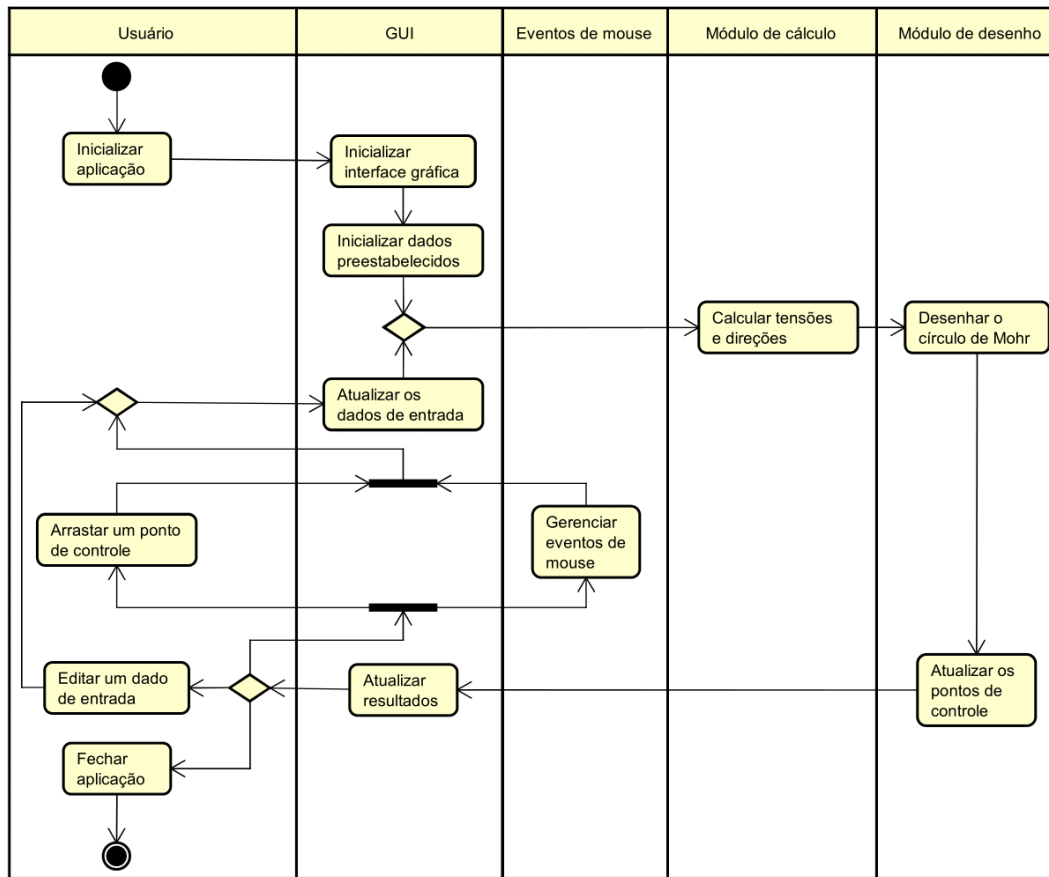 Usuário
GUI
Eventos de mouse
Módulo de cálculo
Módulo de desenho
Inicializar
aplicação
Inicializar
interface gráfica
Inicializar dados
preestabelecidos
Calcular tensões
e direções
Desenhar o
círculo de Mohr
Atualizar os
dados de entrada
Arrastar um ponto
de controle
Gerenciar
eventos de
mouse
Editar um dado
de entrada
Atualizar
resultados
Atualizar os
pontos de
controle
Fechar
aplicação